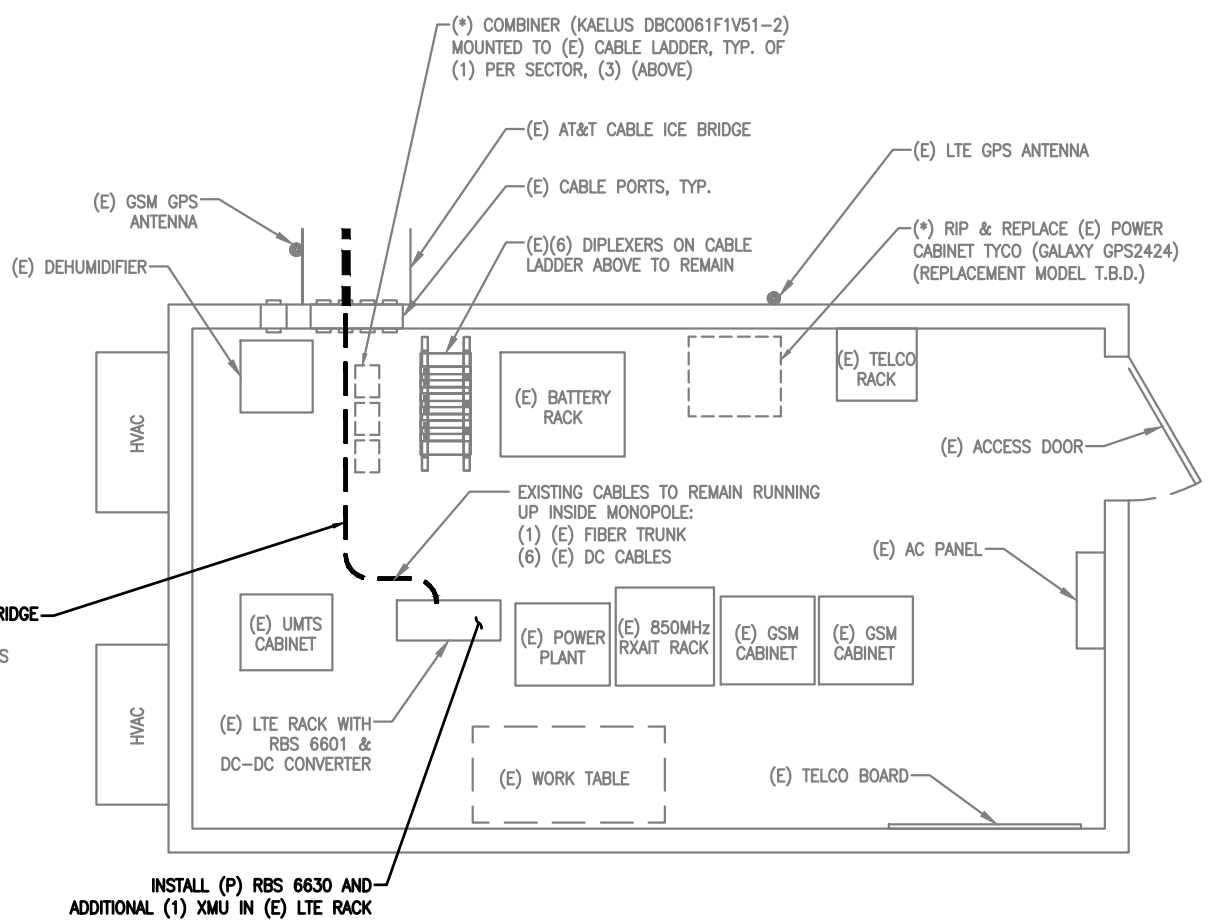 (*) COMBINER (KAELUS DBC0061F1V51-2)
MOUNTED TO (E) CABLE LADDER, TYP. OF
(1) PER SECTOR, (3) (ABOVE)
(E) AT&T CABLE ICE BRIDGE
(E) LTE GPS ANTENNA
(E) CABLE PORTS, TYP.
(E) GSM GPS
ANTENNA
(*) RIP & REPLACE (E) POWER
CABINET TYCO (GALAXY GPS2424)
(REPLACEMENT MODEL T.B.D.)
(E)(6) DIPLEXERS ON CABLE
LADDER ABOVE TO REMAIN
(E) DEHUMIDIFIER
(E) TELCO
RACK
(E) BATTERY
RACK
HVAC
(E) ACCESS DOOR
EXISTING CABLES TO REMAIN RUNNING
UP INSIDE MONOPOLE:
(1) (E) FIBER TRUNK
(6) (E) DC CABLES
(E) AC PANEL
RIDGE
S
(E) UMTS
CABINET
(E) POWER
PLANT
(E) 850MHz
RXAIT RACK
(E) GSM
CABINET
(E) GSM
CABINET
HVAC
(E) LTE RACK WITH
RBS 6601 &
DC-DC CONVERTER
(E) WORK TABLE
(E) TELCO BOARD
INSTALL (P) RBS 6630 AND
ADDITIONAL (1) XMU IN (E) LTE RACK